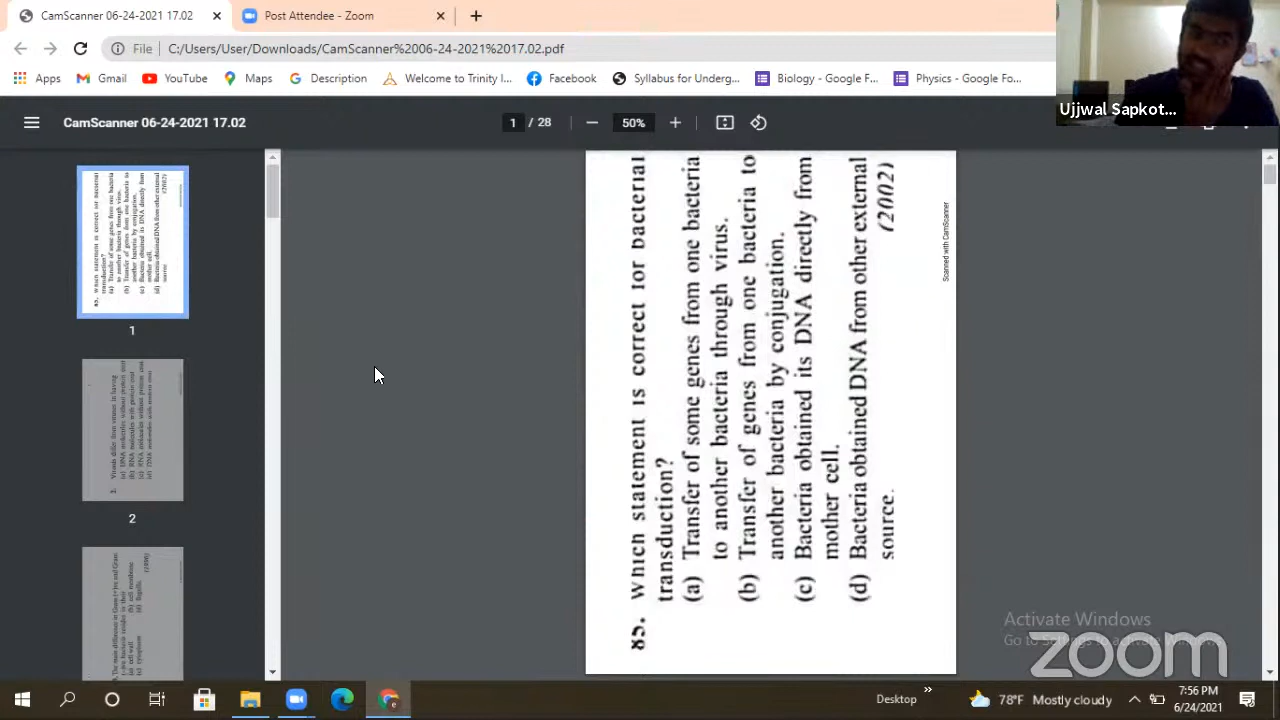 CamScanner 06-24-2021 17.02
Post Attendee - Zoom
File
C:/Users/User/Downloads/CamScanner%2006-24-2021%2017.02.pdf
Apps
Gmail
YouTube
Maps
Description
Welcome to Trinity I...
Facebook
Syllabus for Underg...
Biology - Google F...
Physics - Google Fo...
Ujjwal Sapkot...
CamScanner 06-24-2021 17.02
1 / 28
50%
85. Which statement is correct for bacterial
transduction?
(a) Transfer of some genes from one bacteria
to another bacteria through virus.
(b) Transfer of genes from one bacteria to
another bacteria by conjugation.
(c) Bacteria obtained its DNA directly from
mother cell.
(d) Bacteria obtained DNA from other external
source. (2002)
Scanned with CamScanner
1
2
Activate Windows
Go to
zoom
Desktop
78°F Mostly cloudy
7:56 PM
6/24/2021